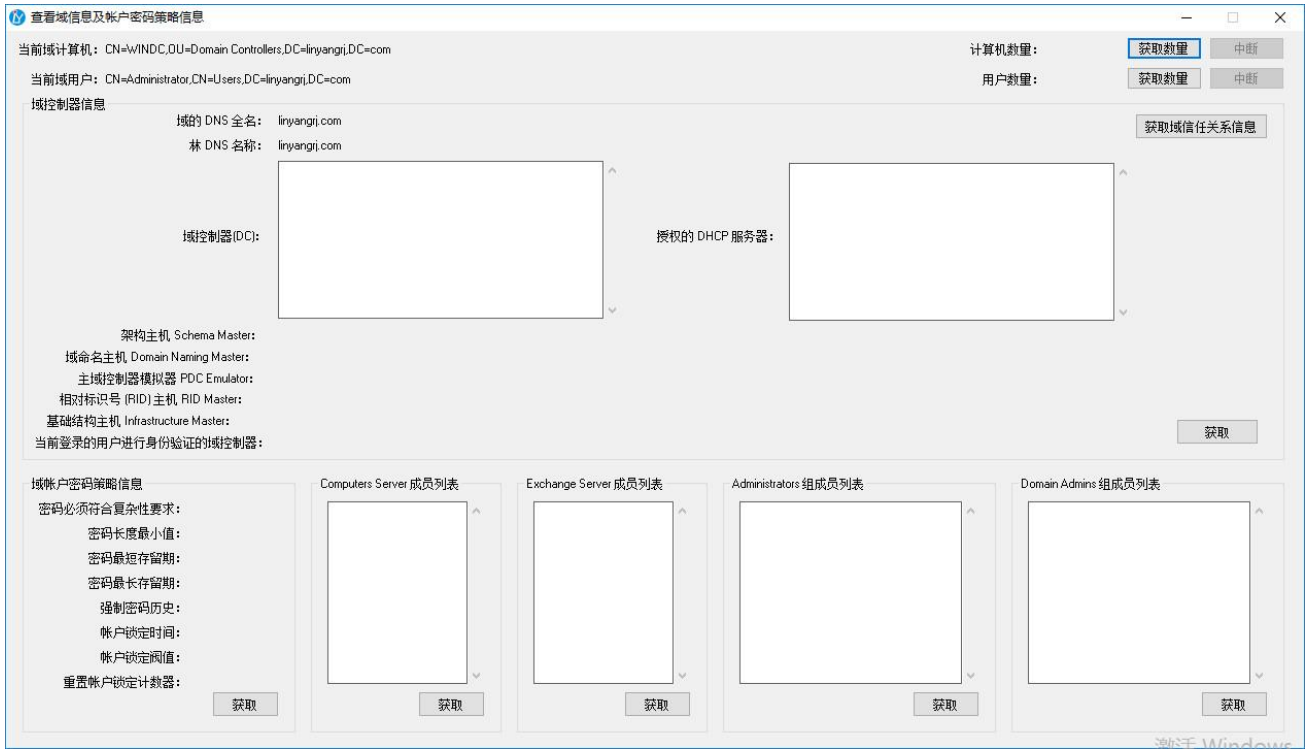 查看域信息及帐户密码策略信息
当前域计算机： CN=WINDC,OU=Domain Controllers,DC=linyangrj,DC=com
计算机数量：
获取数量
中断
当前域用户： CN=Administrator,CN=Users,DC=linyangrj,DC=com
用户数量：
获取数量
中断
域控制器信息
域的 DNS 全名： linyangrj.com
获取域信任关系信息
林 DNS 名称： linyangrj.com
域控制器(DC)：
授权的 DHCP 服务器：
架构主机 Schema Master：
域命名主机 Domain Naming Master：
主域控制器模拟器 PDC Emulator：
相对标识号 (RID) 主机 RID Master：
基础结构主机 Infrastructure Master：
当前登录的用户进行身份验证的域控制器：
获取
域帐户密码策略信息
密码必须符合复杂性要求：
密码长度最小值：
密码最短存留期：
密码最长存留期：
强制密码历史：
帐户锁定时间：
帐户锁定阀值：
重置帐户锁定计数器：
获取
Computers Server 成员列表
获取
Exchange Server 成员列表
获取
Administrators 组成员列表
获取
Domain Admins 组成员列表
获取
激活 Windows